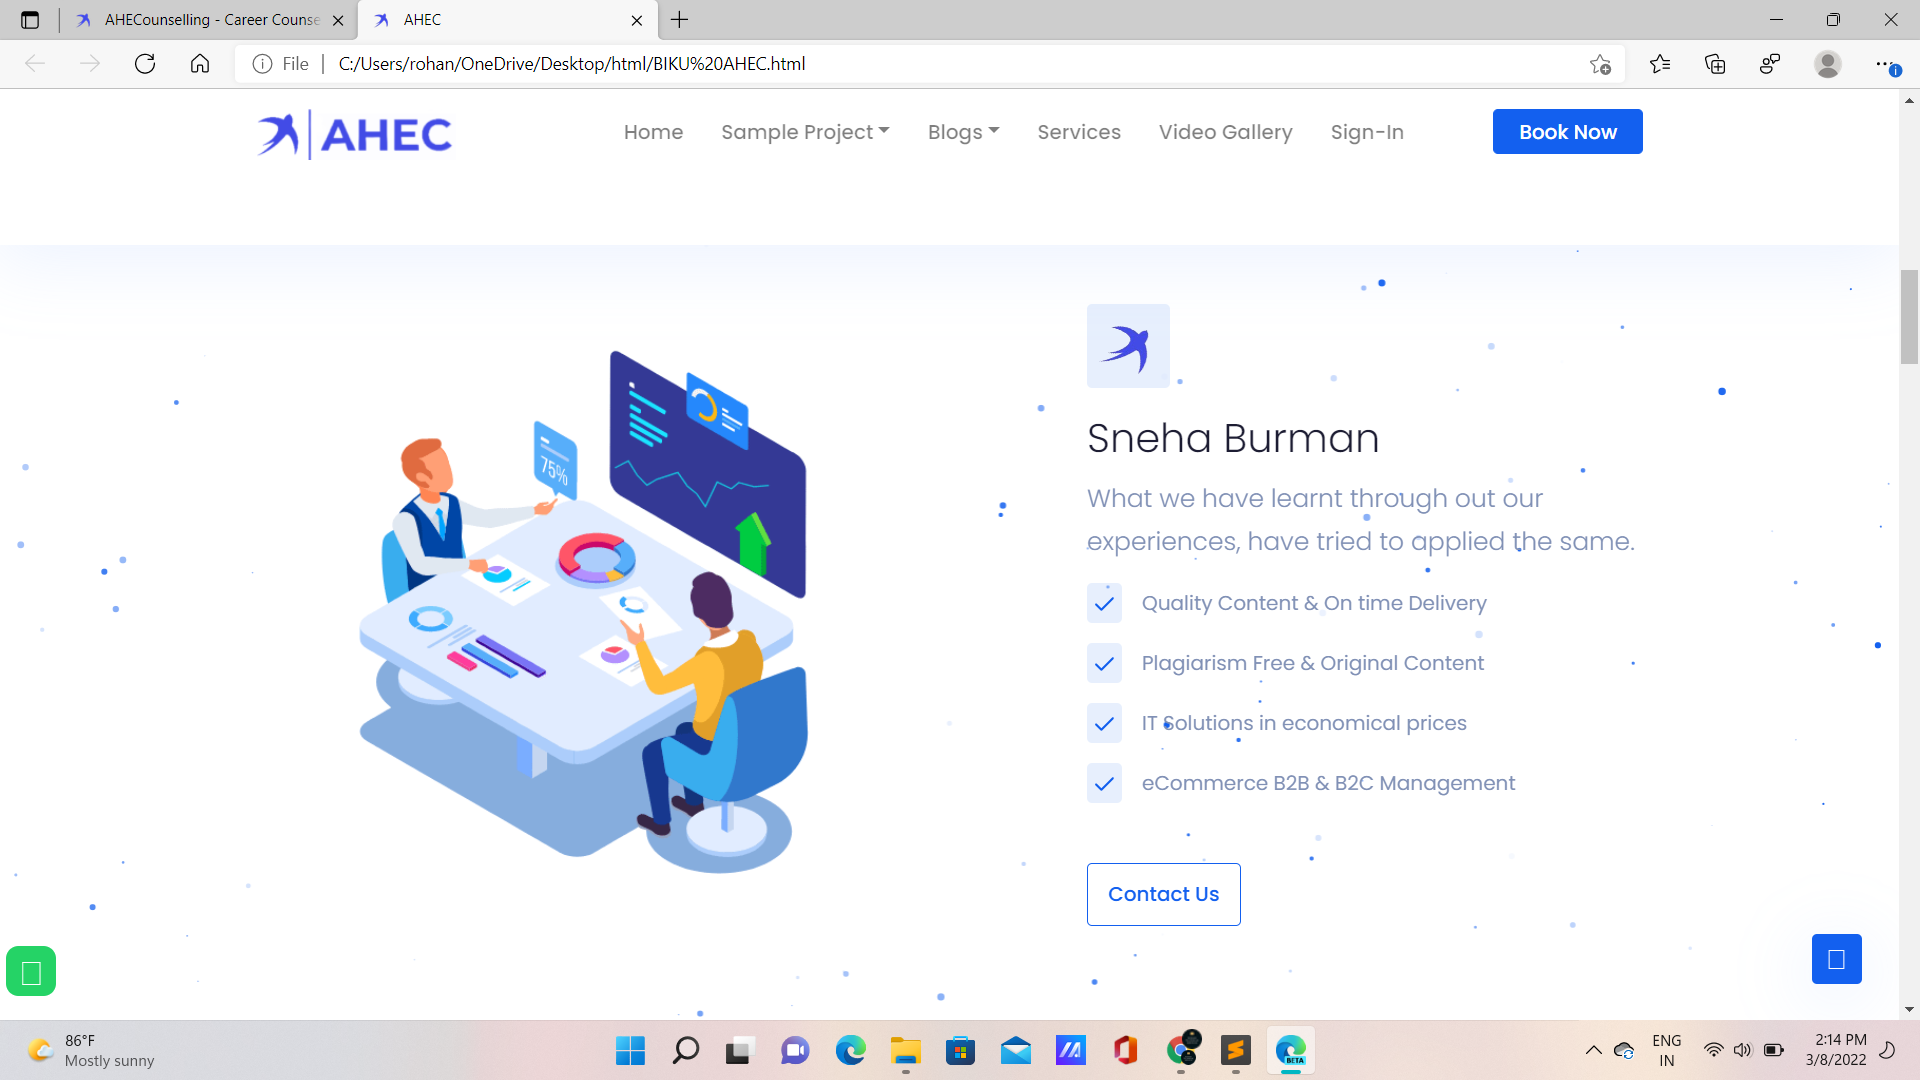 AHECounselling - Career Counse
AHEC
File
C:/Users/rohan/OneDrive/Desktop/html/BIKU%20AHEC.html
AHEC
Home
Sample Project
Blogs
Services
Video Gallery
Sign-In
Book Now
75%
Sneha Burman
What we have learnt through out our
experiences, have tried to applied the same.
Quality Content & On time Delivery
Plagiarism Free & Original Content
IT Solutions in economical prices
eCommerce B2B & B2C Management
Contact Us
86°F
Mostly sunny
BETA
ENG
IN
2:14 PM
3/8/2022